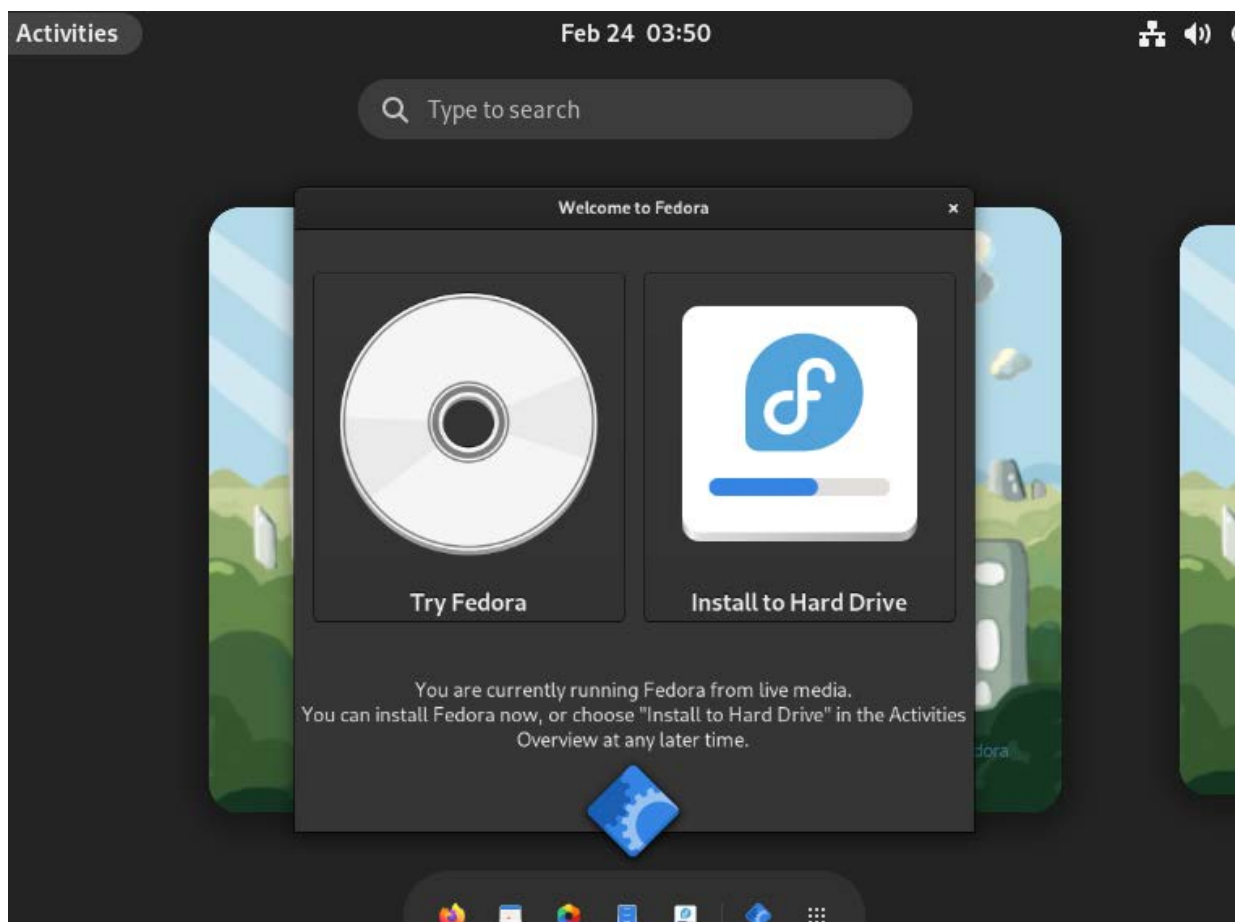 Activities
Feb 24 03:50
Type to search
Welcome to Fedora
Try Fedora
Install to Hard Drive
You are currently running Fedora from live media.
You can install Fedora now, or choose "Install to Hard Drive" in the Activities
Overview at any later time.
dora